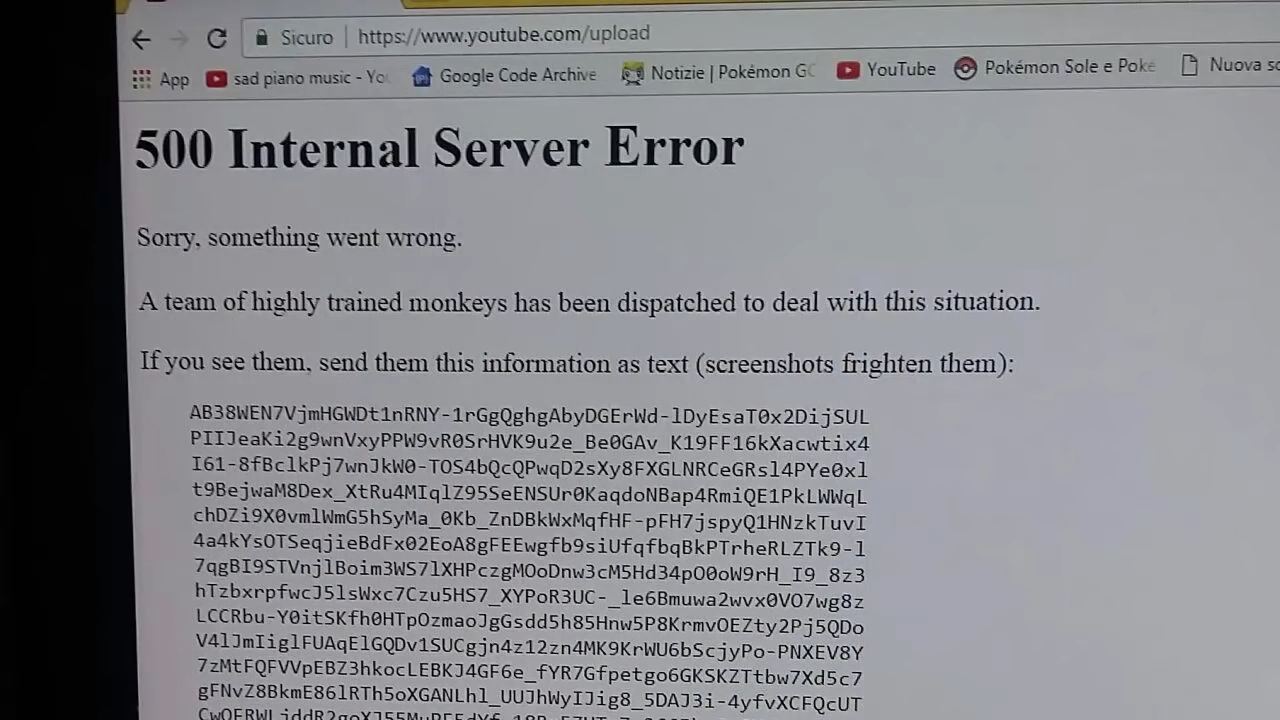 Sicuro | https://www.youtube.com/upload
App sad piano music - Yo Google Code Archive Notizie | Pokémon GO YouTube Pokémon Sole e Poké Nuova sc
500 Internal Server Error
Sorry, something went wrong.
A team of highly trained monkeys has been dispatched to deal with this situation.
If you see them, send them this information as text (screenshots frighten them):
AB38WEN7VjmHGWDt1nRNY-1rGgQghgAbyDGErWd-lDyEsaT0x2DijSUL
PIIJeaKi2g9wnVxyPPW9vR0SrHVK9u2e_Be0GAv_K19FF16kXacwtix4
I61-8fBclkPj7wnJkW0-TOS4bQcQPwqD2sXy8FXGLNRCeGRsl4PYe0xl
t9BejwaM8Dex_XtRu4MIqlZ95SeENSUr0KaqdoNBap4RmiQE1PkLWWqL
chDZi9X0vmlWmG5hSyMa_0Kb_ZnDBkWxMqfHF-pFH7jspyQ1HNzkTuvI
4a4kYsOTSeqjieBdFx02EoA8gFEEwgfb9siUfqfbqBkPTrheRLZTk9-l
7qgBI9STVnjlBoim3WS7lXHPczgMOoDnw3cM5Hd34pO0oW9rH_I9_8z3
hTzbxrpfwcJ5lsWxc7Czu5HS7_XYPoR3UC-_le6Bmuwa2wvx0VO7wg8z
LCCRbu-Y0itSKfh0HTpOzmaoJgGsdd5h85Hnw5P8KrmvOEZty2Pj5QDo
V4lJmIiglFUAqElGQDv1SUCgjn4z12zn4MK9KrWU6bScjyPo-PNXEV8Y
7zMtFQFVVpEBZ3hkocLEBKJ4GF6e_fYR7Gfpetgo6GKSKZTtbw7Xd5c7
gFNvZ8BkmE86lRTh5oXGANLhl_UUJhWyIJig8_5DAJ3i-4yfvXCFQcUT